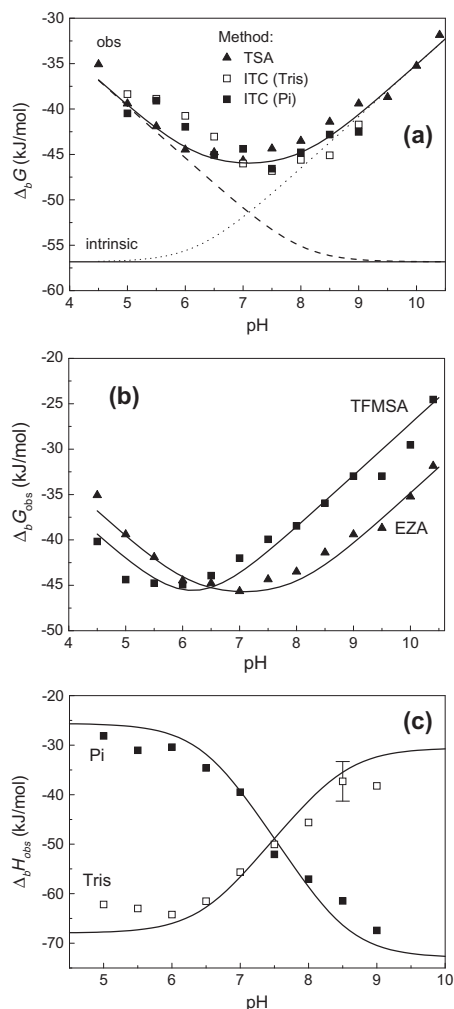 -30
-35
-40
-45
-50
-55
-60
Δ_bG (kJ/mol)
obs
Method:
TSA
ITC (Tris)
ITC (Pi)
(a)
intrinsic
4 5 6 7 8 9 10
pH
-20
-25
-30
-35
-40
-45
-50
Δ_bG_obs (kJ/mol)
(b)
TFMSA
EZA
4 5 6 7 8 9 10
pH
-20
-30
-40
-50
-60
-70
Δ_bH_obs (kJ/mol)
(c)
Pi
Tris
5 6 7 8 9 10
pH